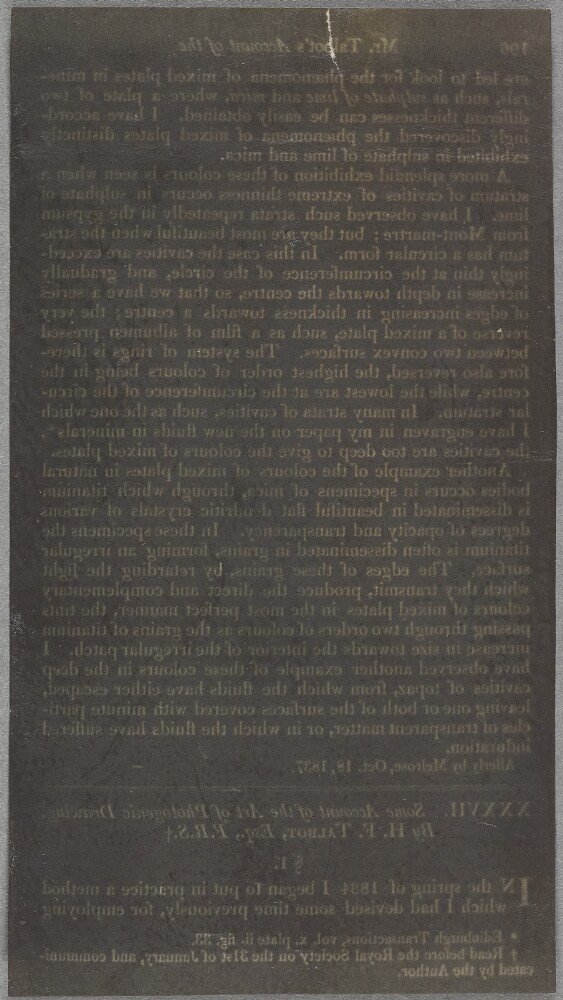 196 Mr. Talbot's Account of the
are led to look for the phænomena of mixed plates in mine-
rals, such as sulphate of lime and mica, where a plate of two
different thicknesses can be easily obtained. I have accord-
ingly discovered the phænomena of mixed plates distinctly
exhibited in sulphate of lime and mica.
A more splendid exhibition of these colours is seen when a
stratum of cavities of extreme thinness occurs in sulphate of
lime. I have observed such strata repeatedly in the gypsum
from Mont-martre; but they are most beautiful when the stra-
tum has a circular form. In this case the cavities are exceed-
ingly thin at the circumference of the circle, and gradually
increase in depth towards the centre, so that we have a series
of edges increasing in thickness towards a centre; the very
reverse of a mixed plate, such as a film of albumen pressed
between two convex surfaces. The system of rings is there-
fore also reversed, the highest order of colours being in the
centre, while the lowest are at the circumference of the circu-
lar stratum. In many strata of cavities, such as the one which
I have engraven in my paper on the new fluids in minerals*,
the cavities are too deep to give the colours of mixed plates.
Another example of the colours of mixed plates in natural
bodies occurs in specimens of mica, through which titanium
is disseminated in beautiful flat dendritic crystals of various
degrees of opacity and transparency. In these specimens the
titanium is often disseminated in grains, forming an irregular
surface. The edges of these grains, by retarding the light
which they transmit, produce the direct and complementary
colours of mixed plates in the most perfect manner, the tints
passing through two orders of colours as the grains of titanium
increase in size towards the interior of the irregular patch. I
have observed another example of these colours in the deep
cavities of topaz, from which the fluids have either escaped,
leaving one or both of the surfaces covered with minute parti-
cles of transparent matter, or in which the fluids have suffered
induration.
Allerly by Melrose, Oct. 18, 1837.
XXXVII. Some Account of the Art of Photogenic Drawing.
By H. F. TALBOT, Esq., F.R.S.†
§ I.
IN the spring of 1834 I began to put in practice a method
which I had devised some time previously, for employing
* Edinburgh Transactions, vol. x. plate ii. fig. 33.
† Read before the Royal Society on the 31st of January, and communi-
cated by the Author.